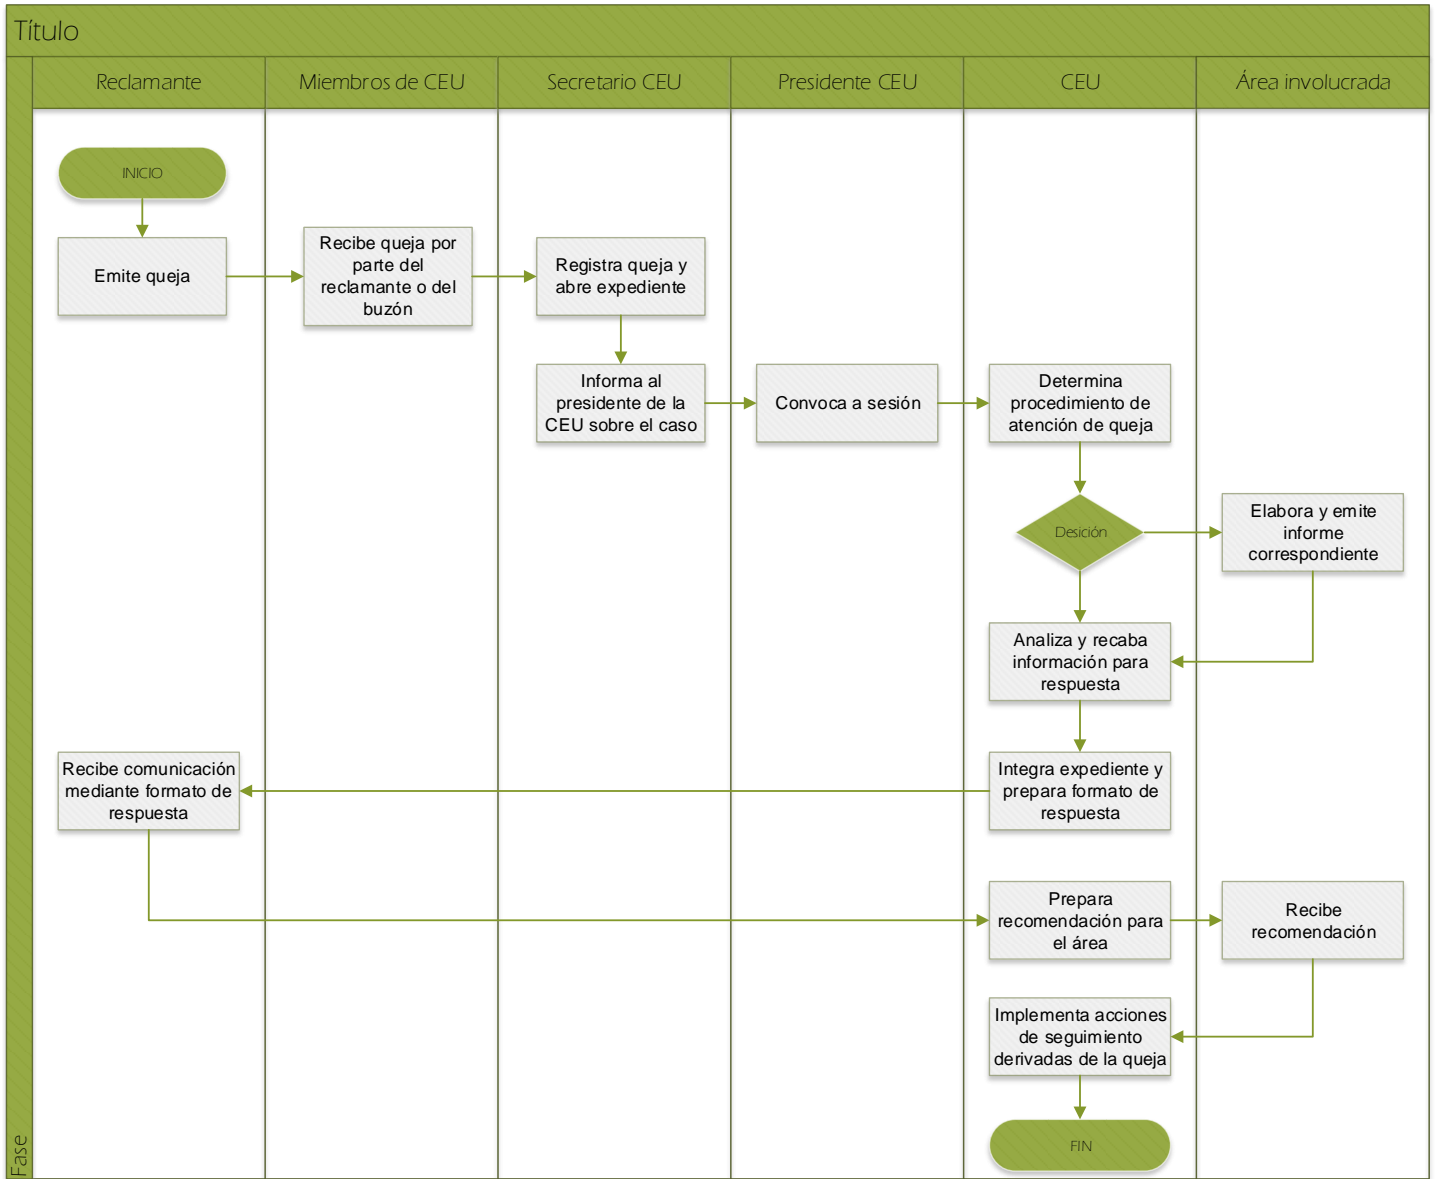 Título
Reclamante
Miembros de CEU
Secretario CEU
Presidente CEU
CEU
Área involucrada
INICIO
Emite queja
Recibe queja por
parte del
reclamante o del
buzón
Registra queja y
abre expediente
Informa al
presidente de la
CEU sobre el caso
Convoca a sesión
Determina
procedimiento de
atención de queja
Desición
Elabora y emite
informe
correspondiente
Analiza y recaba
información para
respuesta
Integra expediente y
prepara formato de
respuesta
Recibe comunicación
mediante formato de
respuesta
Prepara
recomendación para
el área
Recibe
recomendación
Implementa acciones
de seguimiento
derivadas de la queja
FIN
Fase